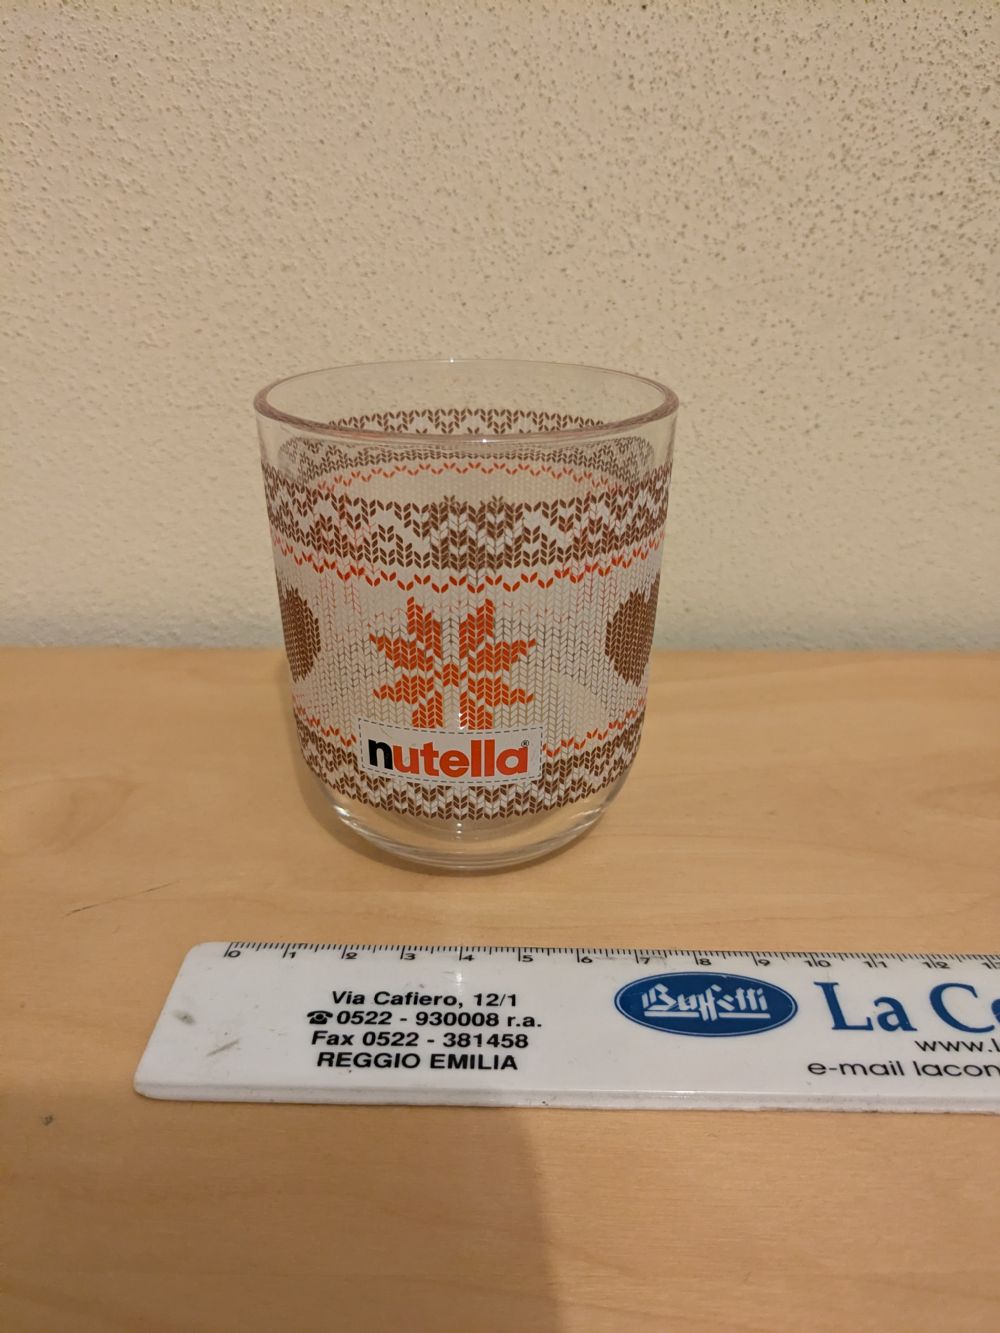 nutella®
0 1 2 3 4 5 6 7 8 9 10 11 12
Via Cafiero, 12/1
☎0522 - 930008 r.a.
Fax 0522 - 381458
REGGIO EMILIA
Buffetti
La Co
www.l
e-mail lacon